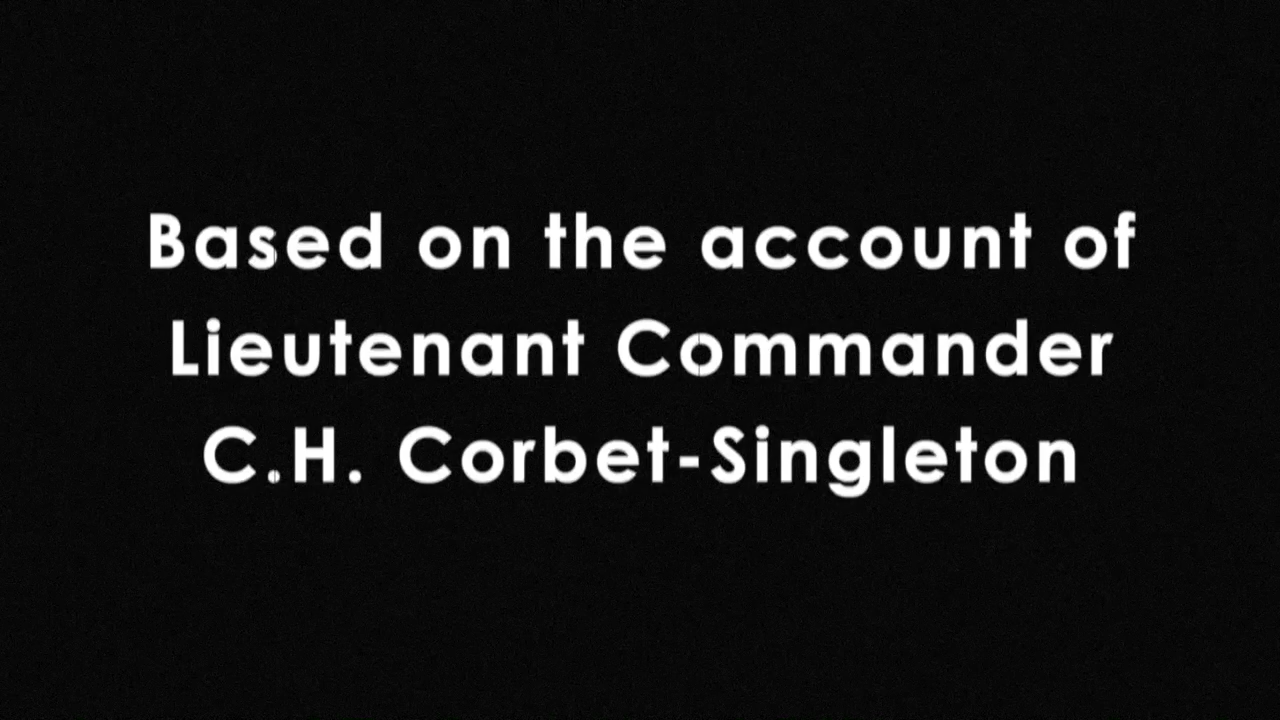 Based on the account of
Lieutenant Commander
C.H. Corbet-Singleton